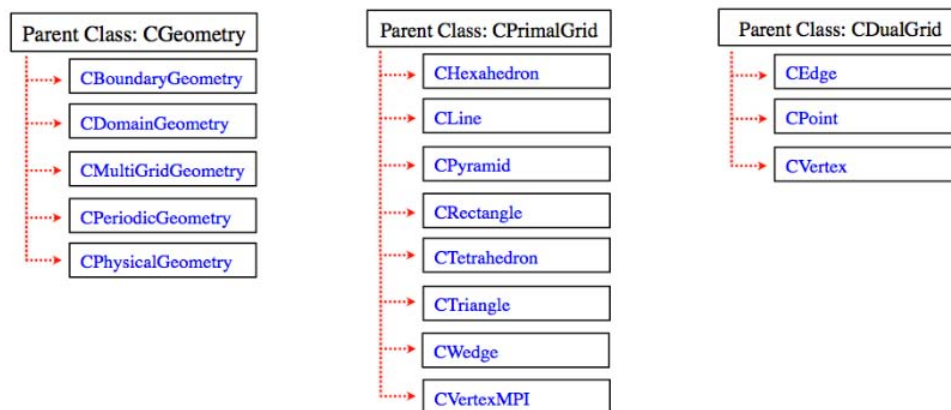 Parent Class: CGeometry
CBoundaryGeometry
CDomainGeometry
CMultiGridGeometry
CPeriodicGeometry
CPhysicalGeometry
Parent Class: CPrimalGrid
CHexahedron
CLine
CPyramid
CRectangle
CTetrahedron
CTriangle
CWedge
CVertexMPI
Parent Class: CDualGrid
CEdge
CPoint
CVertex